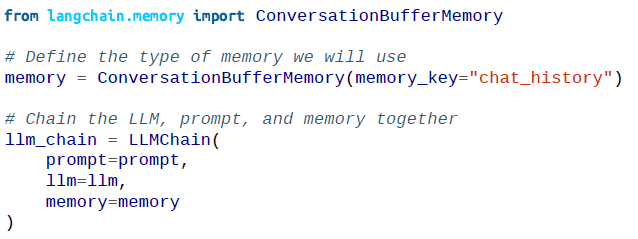 from langchain.memory import ConversationBufferMemory

# Define the type of memory we will use
memory = ConversationBufferMemory(memory_key="chat_history")

# Chain the LLM, prompt, and memory together
llm_chain = LLMChain(
    prompt=prompt,
    llm=llm,
    memory=memory
)